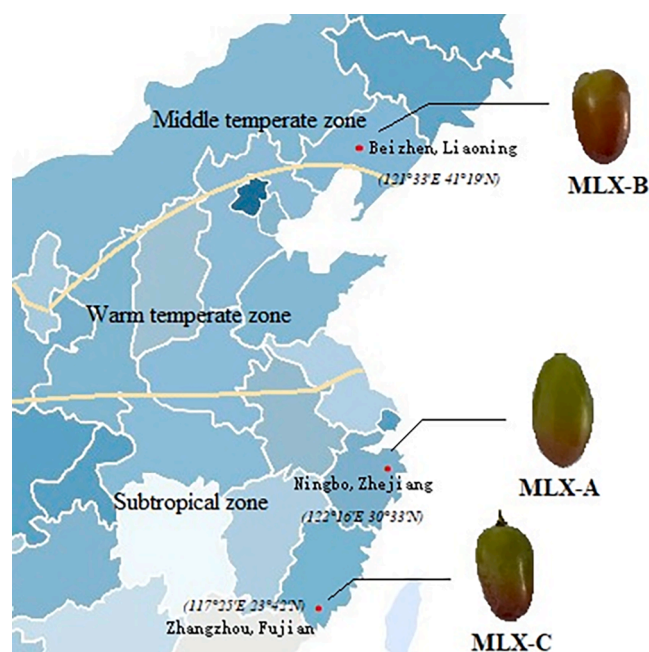 Middle temperate zone
Beizhen, Liaoning
(121°33'E 41°19'N)
MLX-B
Warm temperate zone
Ningbo, Zhejiang
(122°16'E 30°33'N)
MLX-A
Subtropical zone
(117°25'E 23°42'N)
Zhangzhou, Fujian
MLX-C